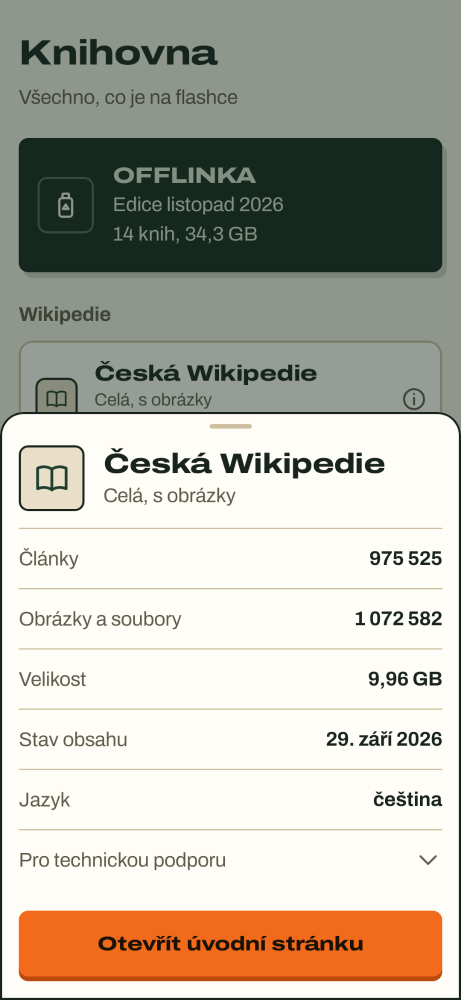 Knihovna
Všechno, co je na flashce
OFFLINKA
Edice listopad 2026
14 knih, 34,3 GB
Wikipedie
Česká Wikipedie
Celá, s obrázky
Česká Wikipedie
Celá, s obrázky
Články 975 525
Obrázky a soubory 1 072 582
Velikost 9,96 GB
Stav obsahu 29. září 2026
Jazyk čeština
Pro technickou podporu
Otevřít úvodní stránku